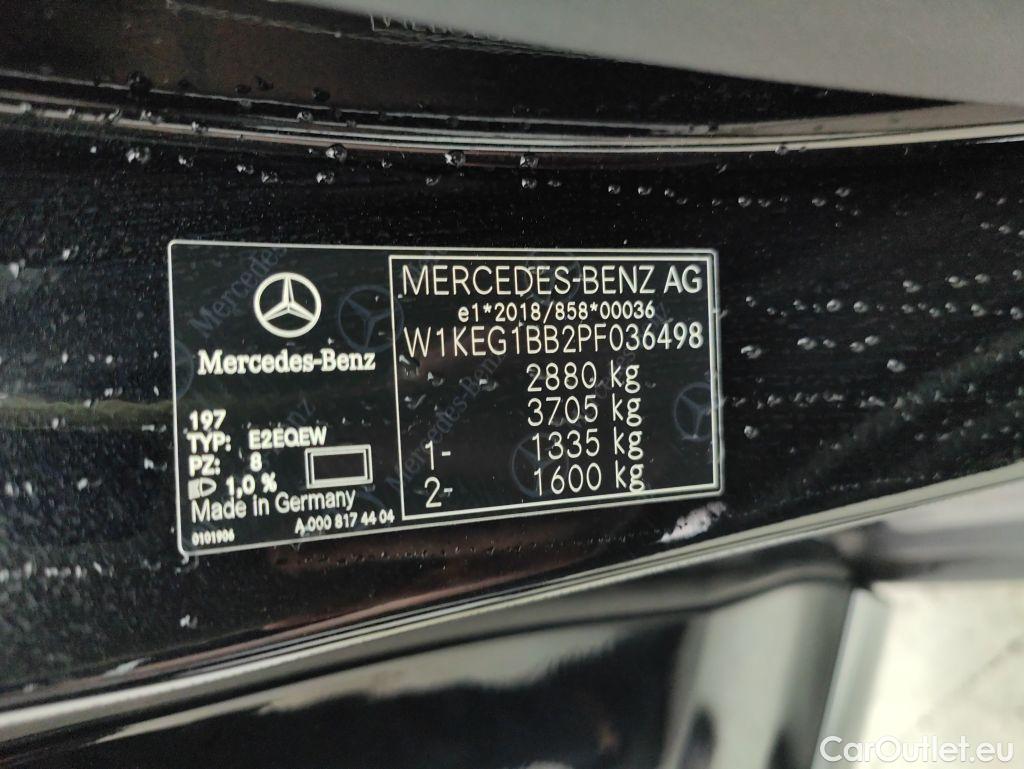 Mercedes-Benz
197
TYP: E2EQEW
PZ: 8
1,0 %
Made in Germany
A 000 817 44 04
0101906
MERCEDES-BENZ AG
e1*2018/858*00036
W1KEG1BB2PF036498
- - 2880 kg
3705 kg
1- 1335 kg
2- 1600 kg
CarOutlet.eu